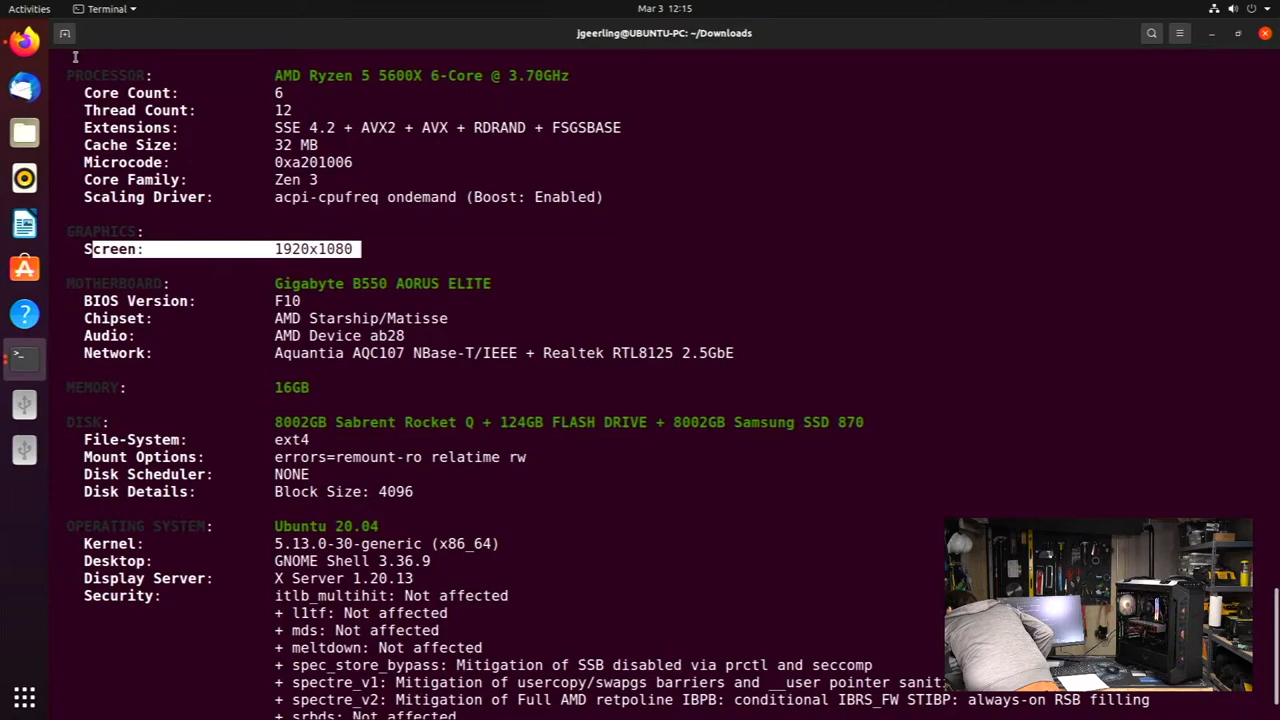 Activities
Terminal
Mar 3 12:15
jgeerling@UBUNTU-PC: ~/Downloads
PROCESSOR: AMD Ryzen 5 5600X 6-Core @ 3.70GHz
Core Count: 6
Thread Count: 12
Extensions: SSE 4.2 + AVX2 + AVX + RDRAND + FSGSBASE
Cache Size: 32 MB
Microcode: 0xa201006
Core Family: Zen 3
Scaling Driver: acpi-cpufreq ondemand (Boost: Enabled)
GRAPHICS:
Screen: 1920x1080
MOTHERBOARD: Gigabyte B550 AORUS ELITE
BIOS Version: F10
Chipset: AMD Starship/Matisse
Audio: AMD Device ab28
Network: Aquantia AQC107 NBase-T/IEEE + Realtek RTL8125 2.5GbE
MEMORY: 16GB
DISK: 8002GB Sabrent Rocket Q + 124GB FLASH DRIVE + 8002GB Samsung SSD 870
File-System: ext4
Mount Options: errors=remount-ro relatime rw
Disk Scheduler: NONE
Disk Details: Block Size: 4096
OPERATING SYSTEM: Ubuntu 20.04
Kernel: 5.13.0-30-generic (x86_64)
Desktop: GNOME Shell 3.36.9
Display Server: X Server 1.20.13
Security: itlb_multihit: Not affected
+ l1tf: Not affected
+ mds: Not affected
+ meltdown: Not affected
+ spec_store_bypass: Mitigation of SSB disabled via prctl and seccomp
+ spectre_v1: Mitigation of usercopy/swapgs barriers and __user pointer sanit
+ spectre_v2: Mitigation of Full AMD retpoline IBPB: conditional IBRS_FW STIBP: always-on RSB filling
+ srbds: Not affected